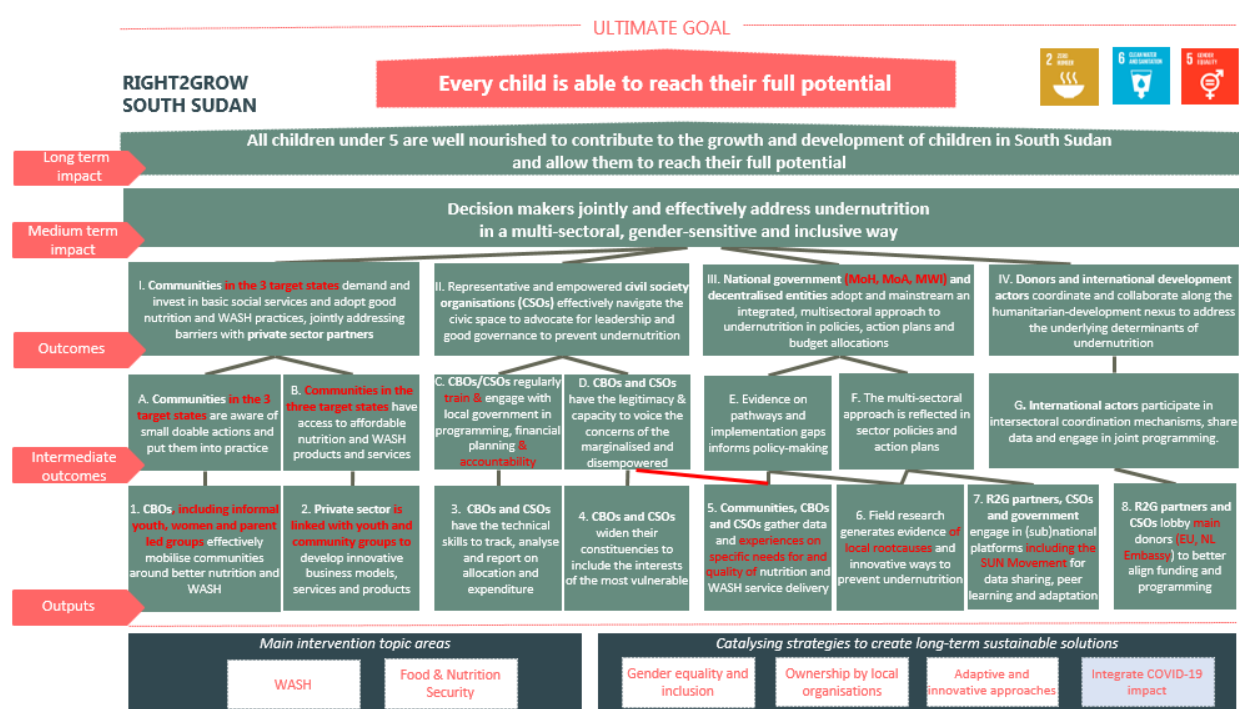 ULTIMATE GOAL
RIGHT2GROW
SOUTH SUDAN
Every child is able to reach their full potential
2 ZERO
HUNGER
6 CLEAN WATER
AND SANITATION
5 GENDER
EQUALITY
Long term
impact
All children under 5 are well nourished to contribute to the growth and development of children in South Sudan
and allow them to reach their full potential
Medium term
impact
Decision makers jointly and effectively address undernutrition
in a multi-sectoral, gender-sensitive and inclusive way
Outcomes
I. Communities in the 3 target states demand and
invest in basic social services and adopt good
nutrition and WASH practices, jointly addressing
barriers with private sector partners
II. Representative and empowered civil society
organisations (CSOs) effectively navigate the
civic space to advocate for leadership and
good governance to prevent undernutrition
III. National government (MoH, MoA, MWI) and
decentralised entities adopt and mainstream an
integrated, multisectoral approach to
undernutrition in policies, action plans and
budget allocations
IV. Donors and international development
actors coordinate and collaborate along the
humanitarian-development nexus to address
the underlying determinants of
undernutrition
Intermediate
outcomes
A. Communities in the 3
target states are aware of
small doable actions and
put them into practice
B. Communities in the
three target states have
access to affordable
nutrition and WASH
products and services
C. CBOs/CSOs regularly
train & engage with
local government in
programming, financial
planning &
accountability
D. CBOs and CSOs
have the legitimacy &
capacity to voice the
concerns of the
marginalised and
disempowered
E. Evidence on
pathways and
implementation gaps
informs policy-making
F. The multi-sectoral
approach is reflected in
sector policies and
action plans
G. International actors participate in
intersectoral coordination mechanisms, share
data and engage in joint programming.
Outputs
1. CBOs, including informal
youth, women and parent
led groups effectively
mobilise communities
around better nutrition and
WASH
2. Private sector is
linked with youth and
community groups to
develop innovative
business models,
services and products
3. CBOs and CSOs
have the technical
skills to track, analyse
and report on
allocation and
expenditure
4. CBOs and CSOs
widen their
constituencies to
include the interests
of the most vulnerable
5. Communities, CBOs
and CSOs gather data
and experiences on
specific needs for and
quality of nutrition and
WASH service delivery
6. Field research
generates evidence of
local rootcauses and
innovative ways to
prevent undernutrition
7. R2G partners, CSOs
and government
engage in (sub)national
platforms including the
SUN Movement for
data sharing, peer
learning and adaptation
8. R2G partners and
CSOs lobby main
donors (EU, NL
Embassy) to better
align funding and
programming
Main intervention topic areas
WASH
Food & Nutrition
Security
Catalysing strategies to create long-term sustainable solutions
Gender equality and
inclusion
Ownership by local
organisations
Adaptive and
innovative approaches
Integrate COVID-19
impact